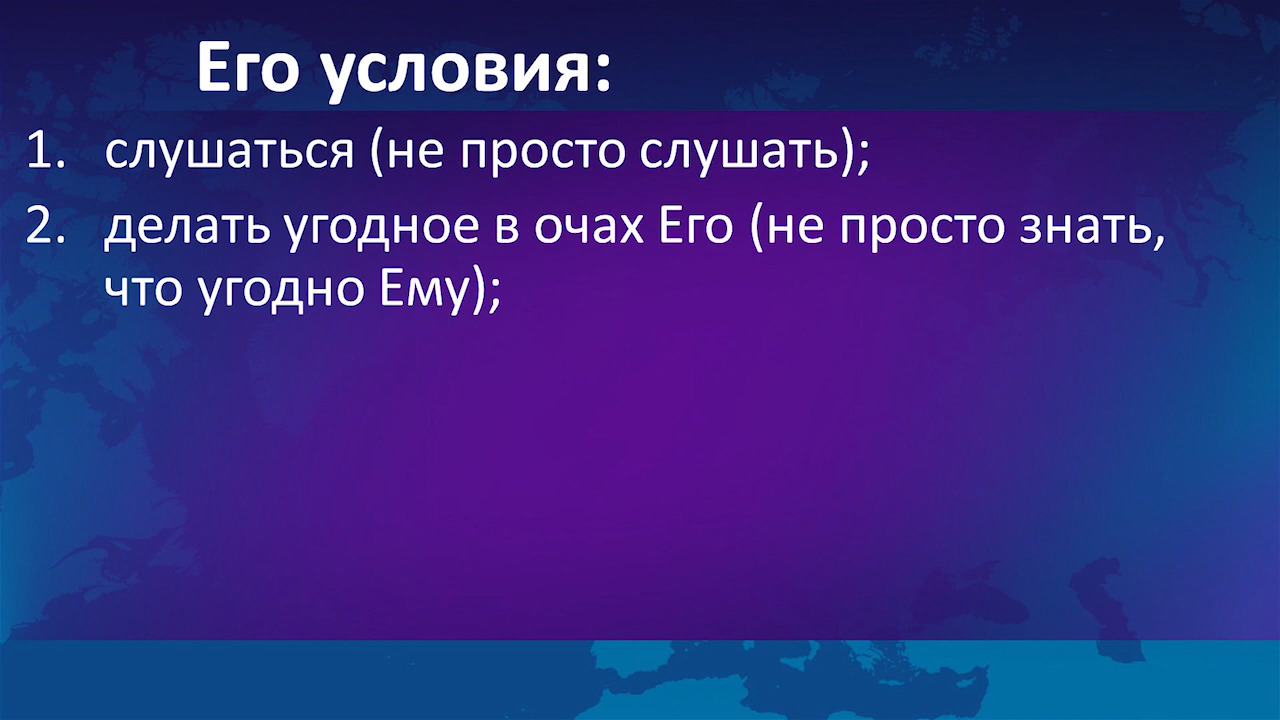 Его условия:
1. слушаться (не просто слушать);
2. делать угодное в очах Его (не просто знать,
что угодно Ему);